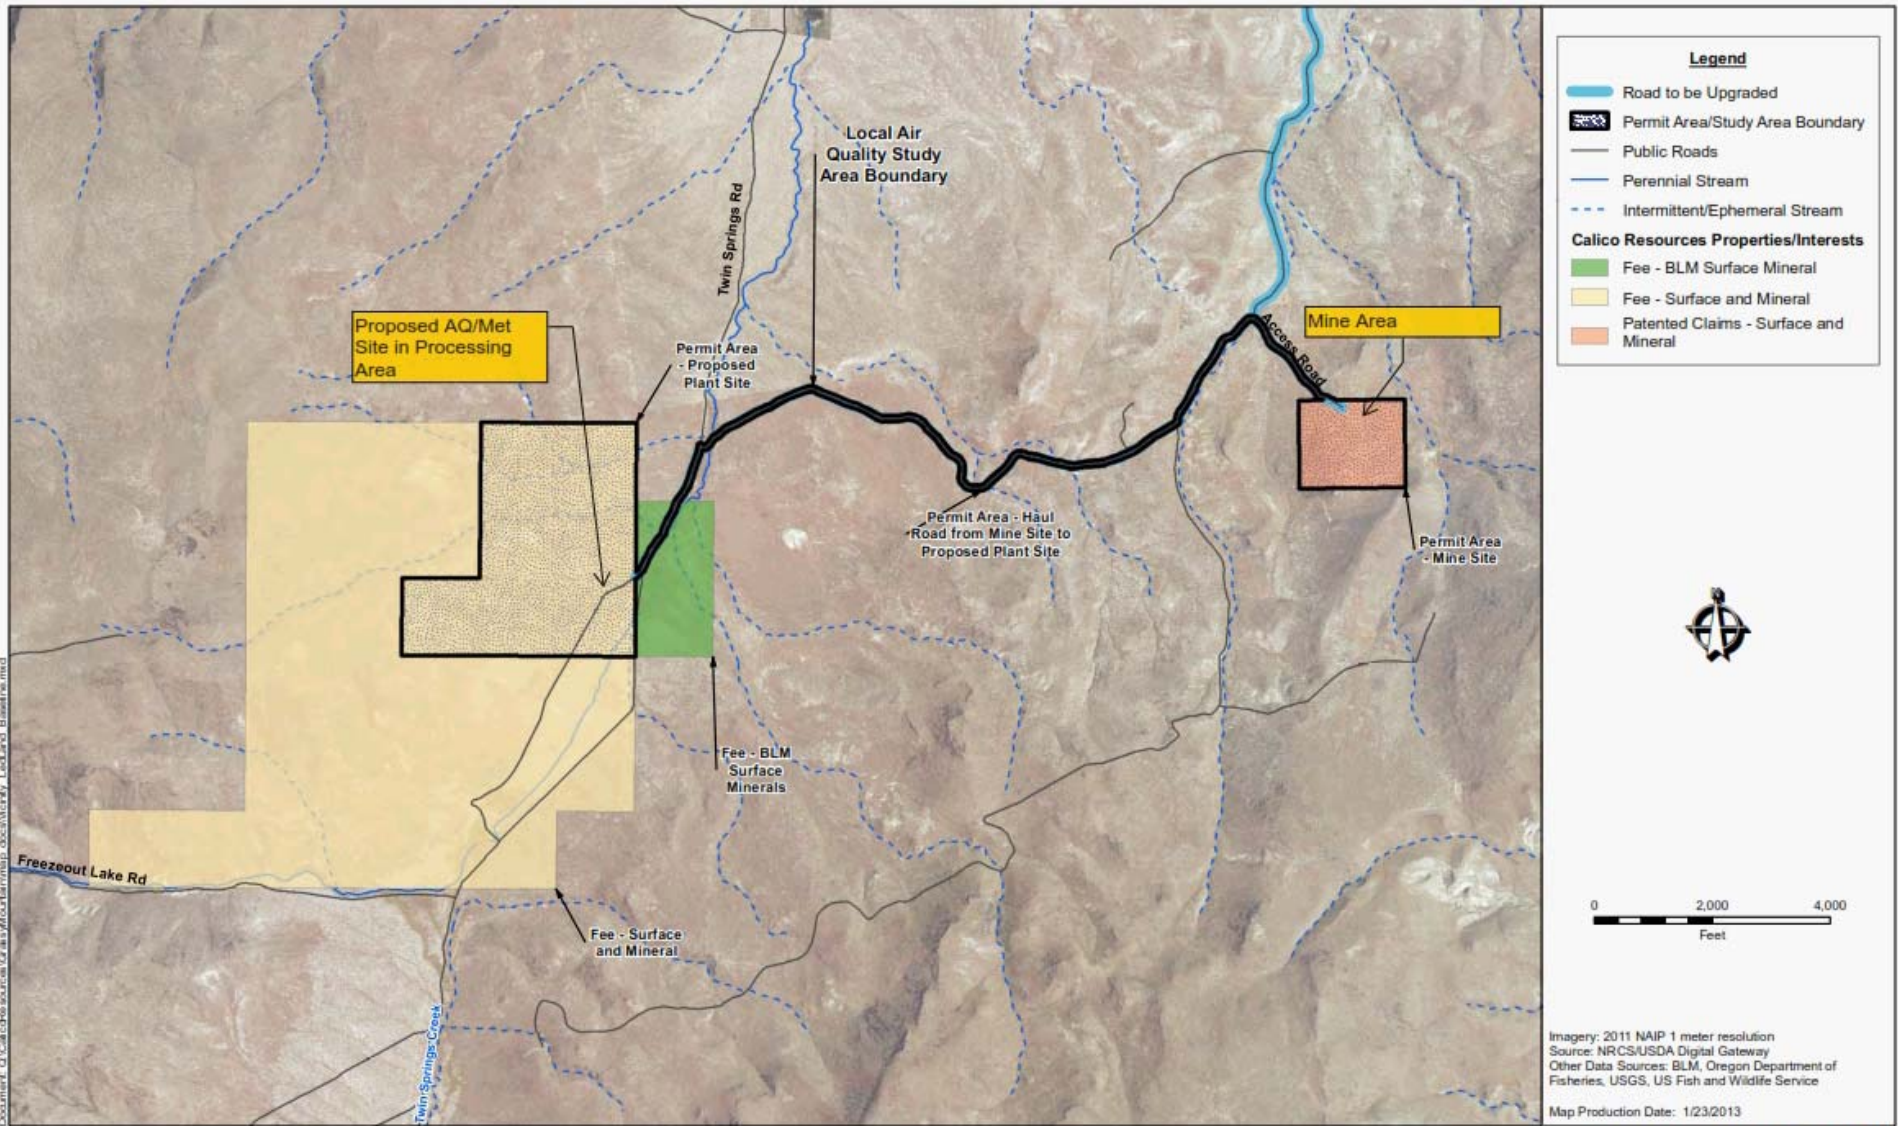 Local Air
Quality Study
Area Boundary
Twin Springs Rd
Proposed AQ/Met
Site in Processing
Area
Permit Area
- Proposed
Plant Site
Access Road
Mine Area
Permit Area - Haul
Road from Mine Site to
Proposed Plant Site
Permit Area
- Mine Site
Fee - BLM
Surface
Minerals
Freezeout Lake Rd
Fee - Surface
and Mineral
Twin Springs Creek
Legend
Road to be Upgraded
Permit Area/Study Area Boundary
Public Roads
Perennial Stream
Intermittent/Ephemeral Stream
Calico Resources Properties/Interests
Fee - BLM Surface Mineral
Fee - Surface and Mineral
Patented Claims - Surface and
Mineral
N
0 2,000 4,000
Feet
Imagery: 2011 NAIP 1 meter resolution
Source: NRCS/USDA Digital Gateway
Other Data Sources: BLM, Oregon Department of
Fisheries, USGS, US Fish and Wildlife Service
Map Production Date: 1/23/2013